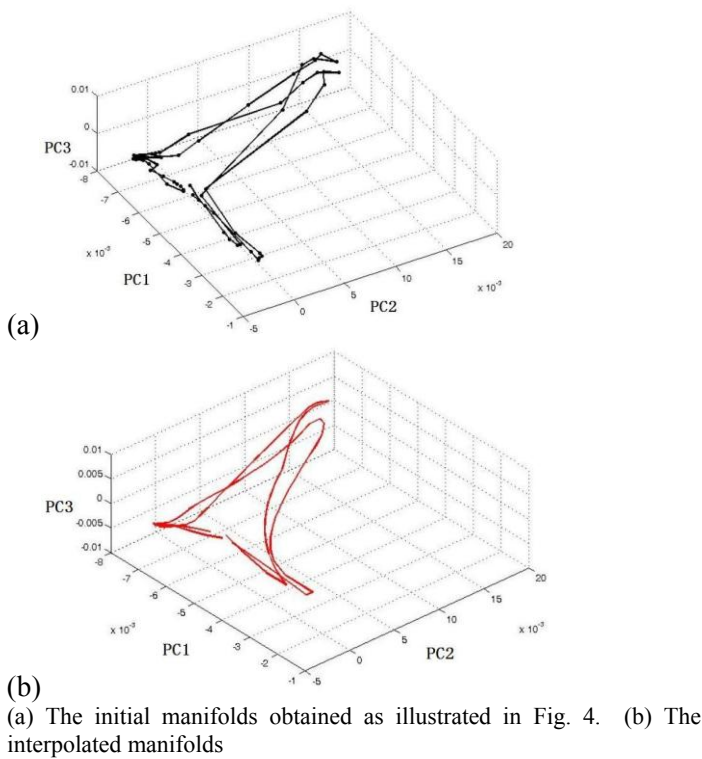 0.01
0
PC3
-0.01
-8
-7
-6
-5
x 10⁻³
-4
PC1
-3
-2
-1
-5
0
5
10
15
20
PC2
x 10⁻³
(a)
0.01
0.005
0
PC3
-0.005
-0.01
-8
-7
-6
-5
x 10⁻³
-4
PC1
-3
-2
-1
-5
0
5
10
15
20
PC2
x 10⁻³
(b)
(a) The initial manifolds obtained as illustrated in Fig. 4. (b) The
interpolated manifolds